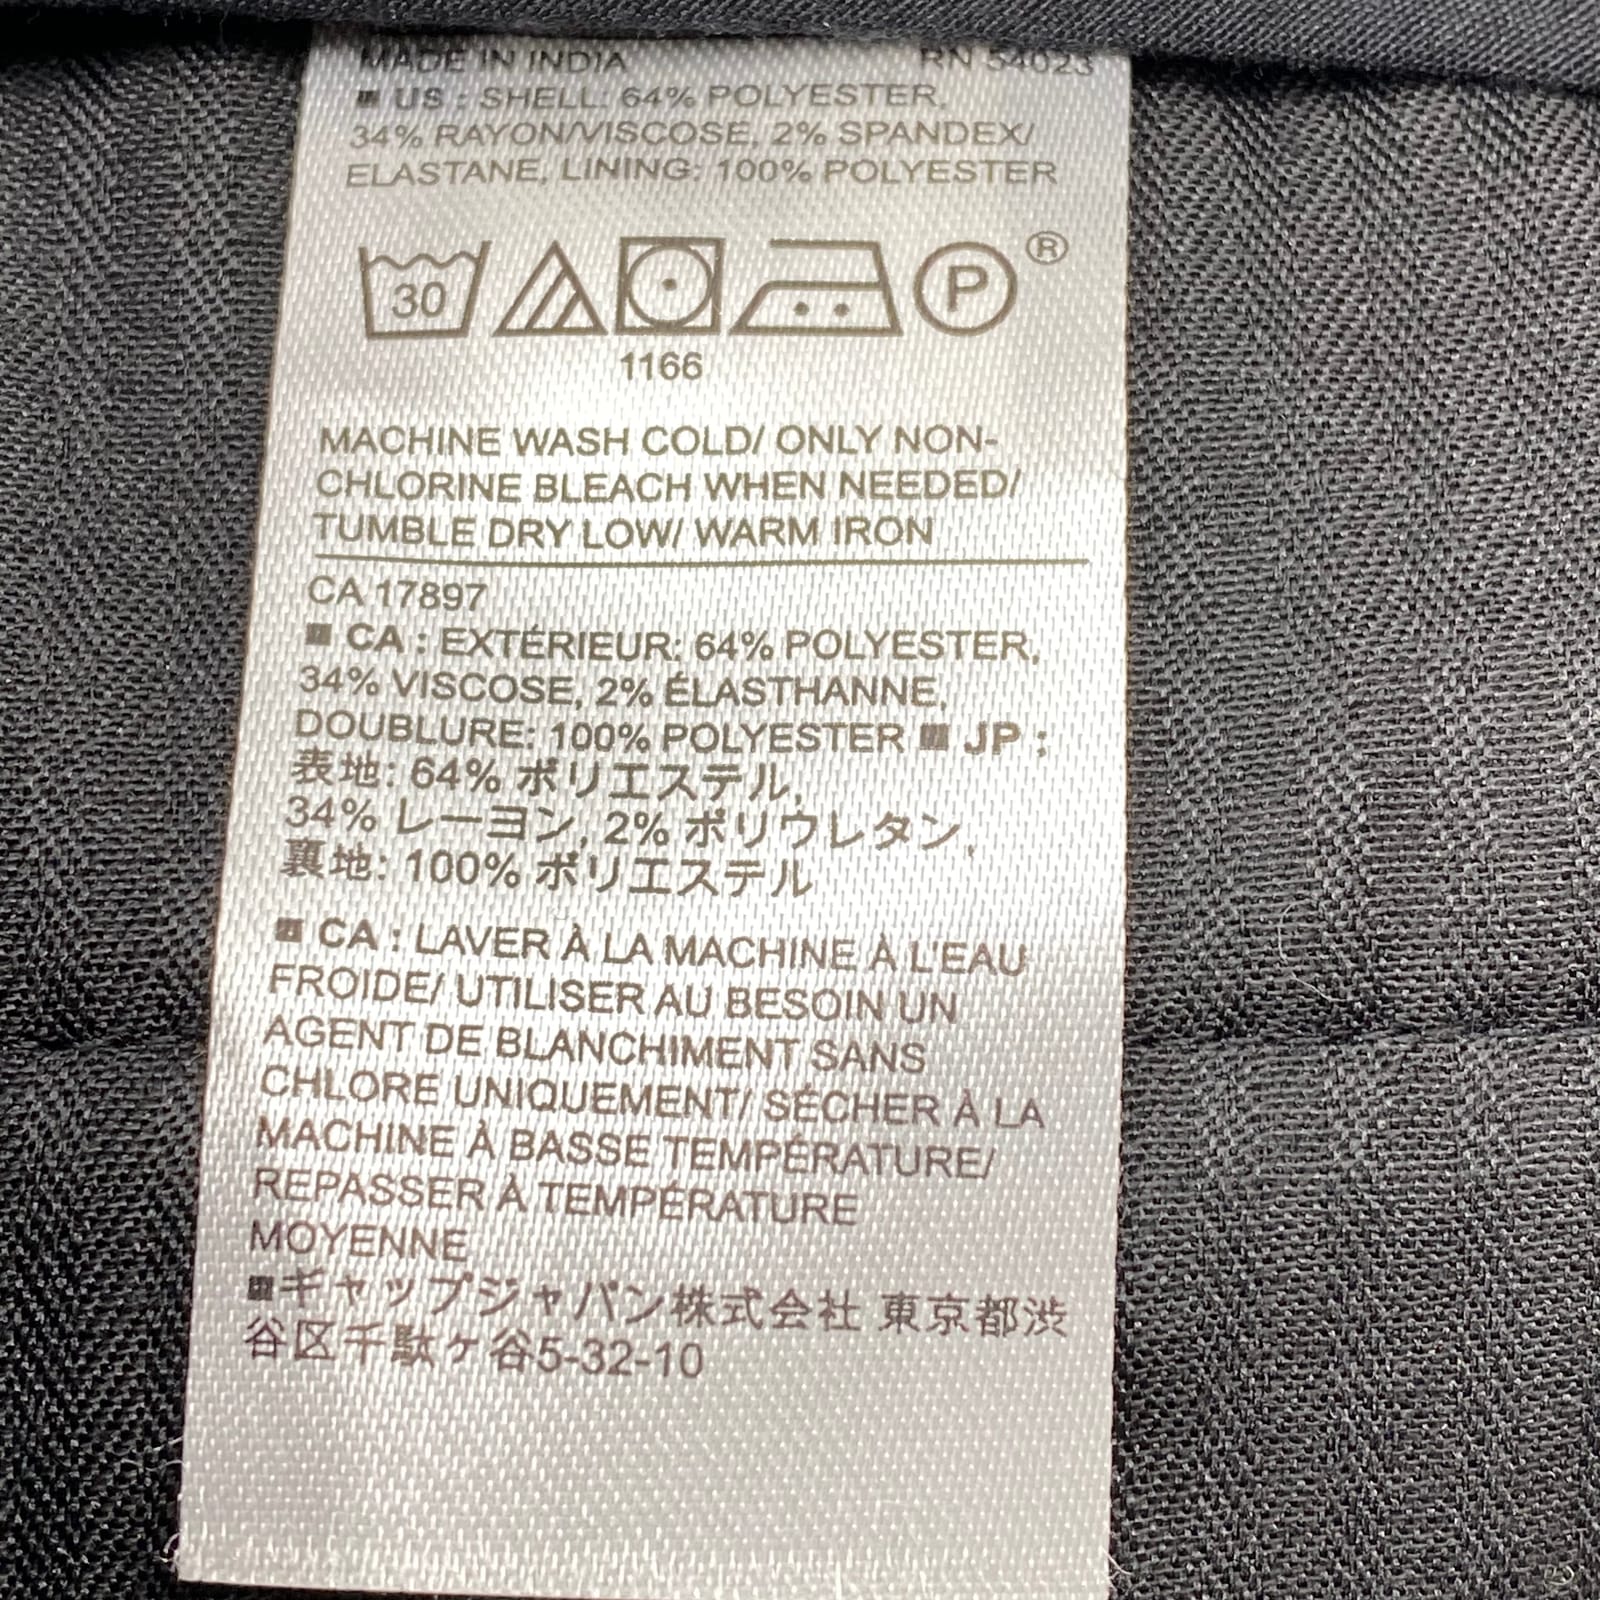 MADE IN INDIA RN 54023
US : SHELL: 64% POLYESTER,
34% RAYON/VISCOSE, 2% SPANDEX/
ELASTANE, LINING: 100% POLYESTER
30 P ®
1166
MACHINE WASH COLD/ ONLY NON-
CHLORINE BLEACH WHEN NEEDED/
TUMBLE DRY LOW/ WARM IRON
CA 17897
■ CA : EXTÉRIEUR: 64% POLYESTER,
34% VISCOSE, 2% ÉLASTHANNE,
DOUBLURE: 100% POLYESTER ■ JP :
表地: 64% ポリエステル,
34% レーヨン, 2% ポリウレタン,
裏地: 100% ポリエステル
■ CA : LAVER À LA MACHINE À L'EAU
FROIDE/ UTILISER AU BESOIN UN
AGENT DE BLANCHIMENT SANS
CHLORE UNIQUEMENT/ SÉCHER À LA
MACHINE À BASSE TEMPÉRATURE/
REPASSER À TEMPÉRATURE
MOYENNE
■ギャップジャパン株式会社 東京都渋
谷区千駄ケ谷5-32-10